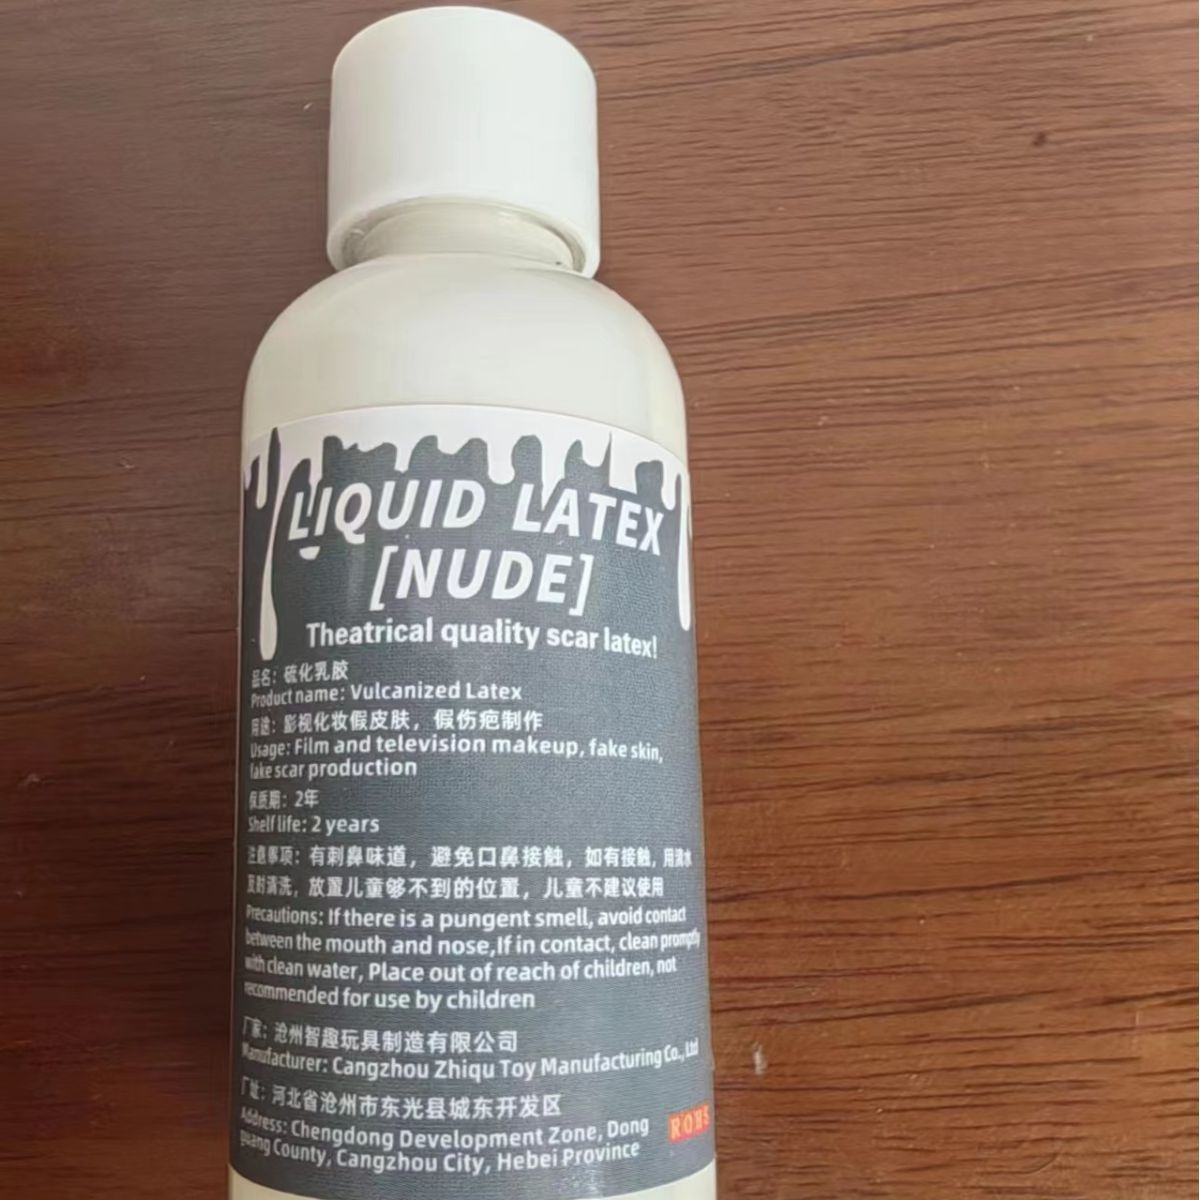 LIQUID LATEX
[NUDE]
Theatrical quality scar latex!
品名：硫化乳胶
Product name: Vulcanized Latex
用途：影视化妆假皮肤，假伤疤制作
Usage: Film and television makeup, fake skin,
fake scar production
保质期：2年
Shelf life: 2 years
注意事项：有刺鼻味道，避免口鼻接触，如有接触，用清水
及时清洗，放置儿童够不到的位置，儿童不建议使用
Precautions: If there is a pungent smell, avoid contact
between the mouth and nose,If in contact, clean promptly
with clean water, Place out of reach of children, not
recommended for use by children
厂家：沧州智趣玩具制造有限公司
Manufacturer: Cangzhou Zhiqu Toy Manufacturing Co., Ltd
厂址：河北省沧州市东光县城东开发区
Address: Chengdong Development Zone, Dong
guang County, Cangzhou City, Hebei Province
ROHS